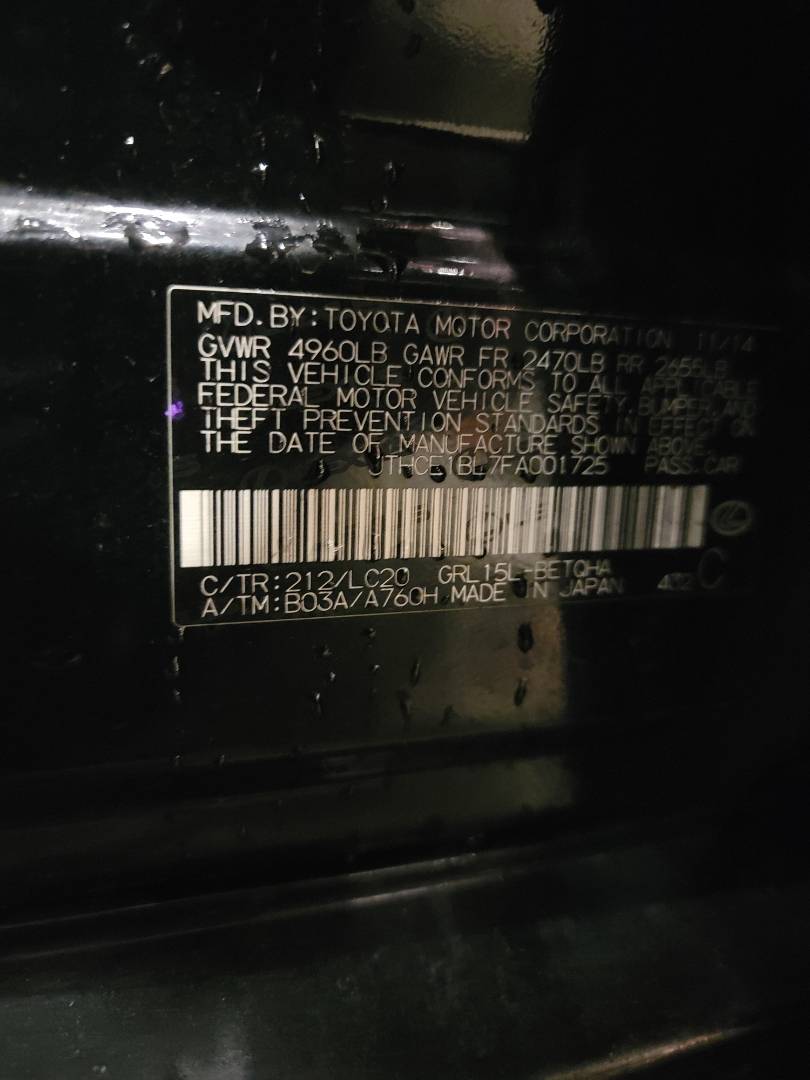 MFD.BY:TOYOTA MOTOR CORPORATION 11/14
GVWR 4960LB GAWR FR 2470LB RR 2655LB
THIS VEHICLE CONFORMS TO ALL APPLICABLE
FEDERAL MOTOR VEHICLE SAFETY, BUMPER, AND
THEFT PREVENTION STANDARDS IN EFFECT ON
THE DATE OF MANUFACTURE SHOWN ABOVE.
JTHCE1BL7FA001725 PASS.CAR
C/TR:212/LC20 GRL15L-BETQHA
A/TM:B03A/A760H MADE IN JAPAN 4U2 C